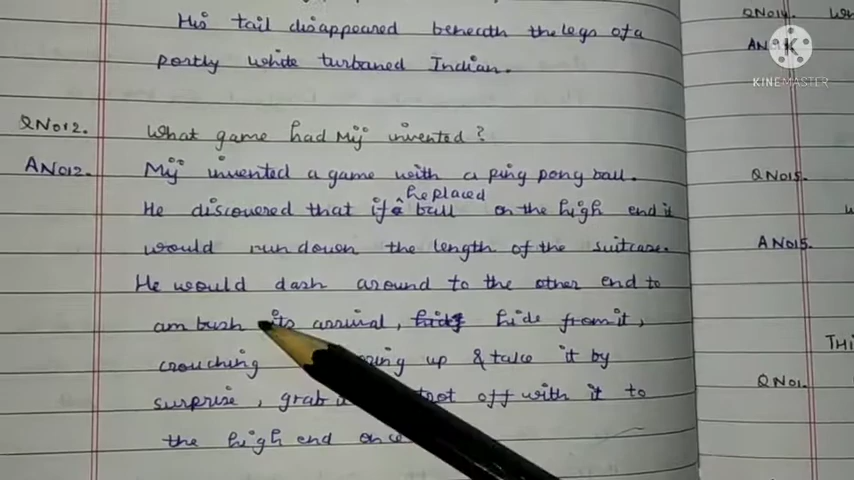 His tail disappeared beneath the legs of a
portly white turbaned Indian.
QNo12. What game had Mijj invented?
ANo12. Mijj invented a game with a ping pong ball.
he placed
He discovered that if a ball on the high end it
would run down the length of the suitcase.
He would dash around to the other end to
ambush its arrival, hide from it,
crouching up & take it by
surprise, grab off with it to
the high end
QNo14.
KINEMASTER
QNo15.
ANo15.
QNo1.